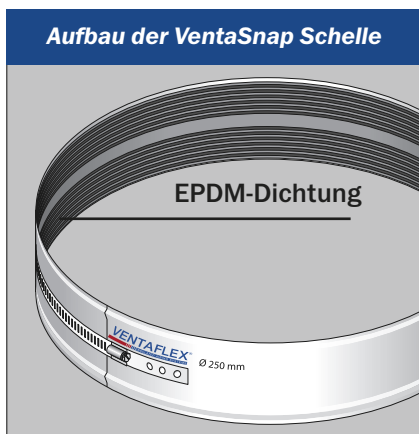 Aufbau der VentaSnap Schelle
EPDM-Dichtung
VENTAFLEX®
Ø 250 mm